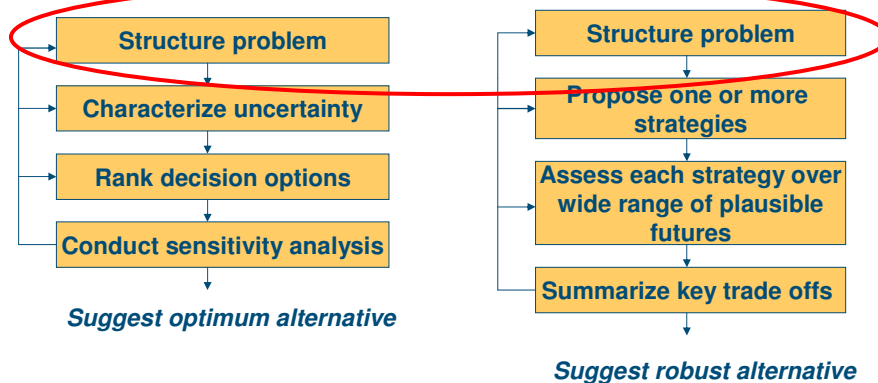 Structure problem
Characterize uncertainty
Rank decision options
Conduct sensitivity analysis
Suggest optimum alternative
Structure problem
Propose one or more
strategies
Assess each strategy over
wide range of plausible
futures
Summarize key trade offs
Suggest robust alternative